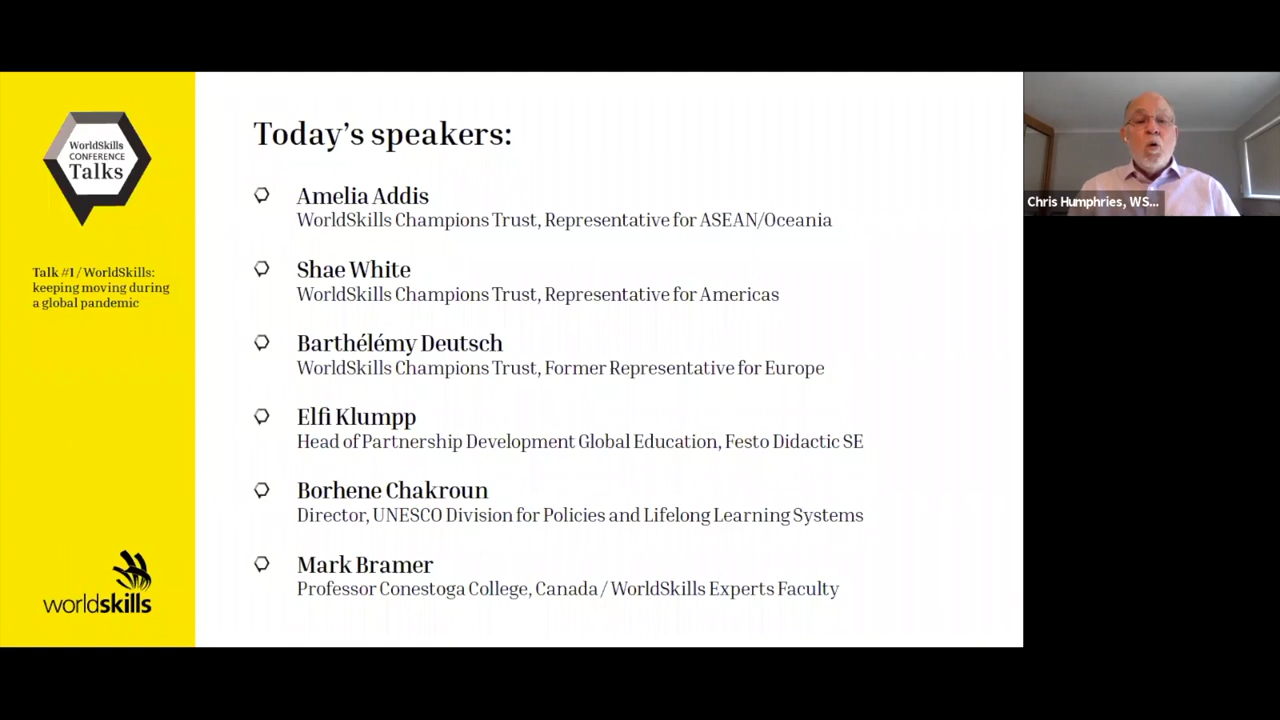 WorldSkills
CONFERENCE
Talks
Talk #1 / WorldSkills:
keeping moving during
a global pandemic
worldskills
Today's speakers:
Amelia Addis
WorldSkills Champions Trust, Representative for ASEAN/Oceania
Shae White
WorldSkills Champions Trust, Representative for Americas
Barthélémy Deutsch
WorldSkills Champions Trust, Former Representative for Europe
Elfi Klumpp
Head of Partnership Development Global Education, Festo Didactic SE
Borhene Chakroun
Director, UNESCO Division for Policies and Lifelong Learning Systems
Mark Bramer
Professor Conestoga College, Canada / WorldSkills Experts Faculty
Chris Humphries, WS...